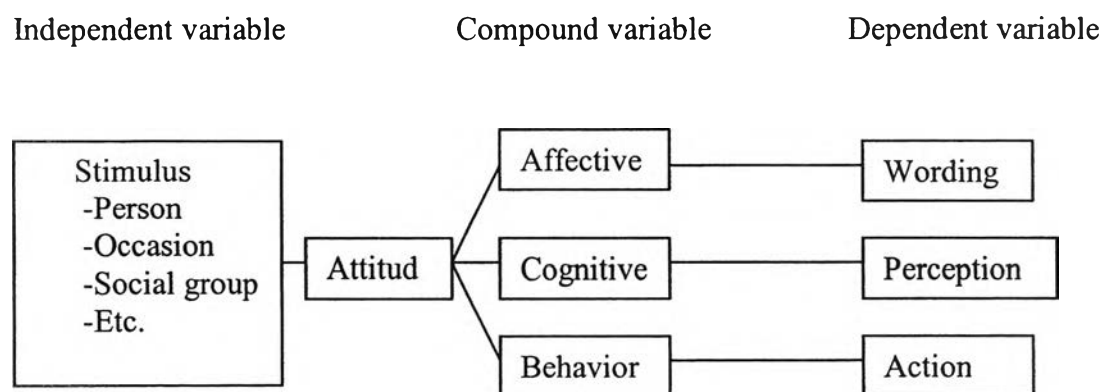 Independent variable
Compound variable
Dependent variable
Stimulus
-Person
-Occasion
-Social group
-Etc.
Attitud
Affective
Cognitive
Behavior
Wording
Perception
Action